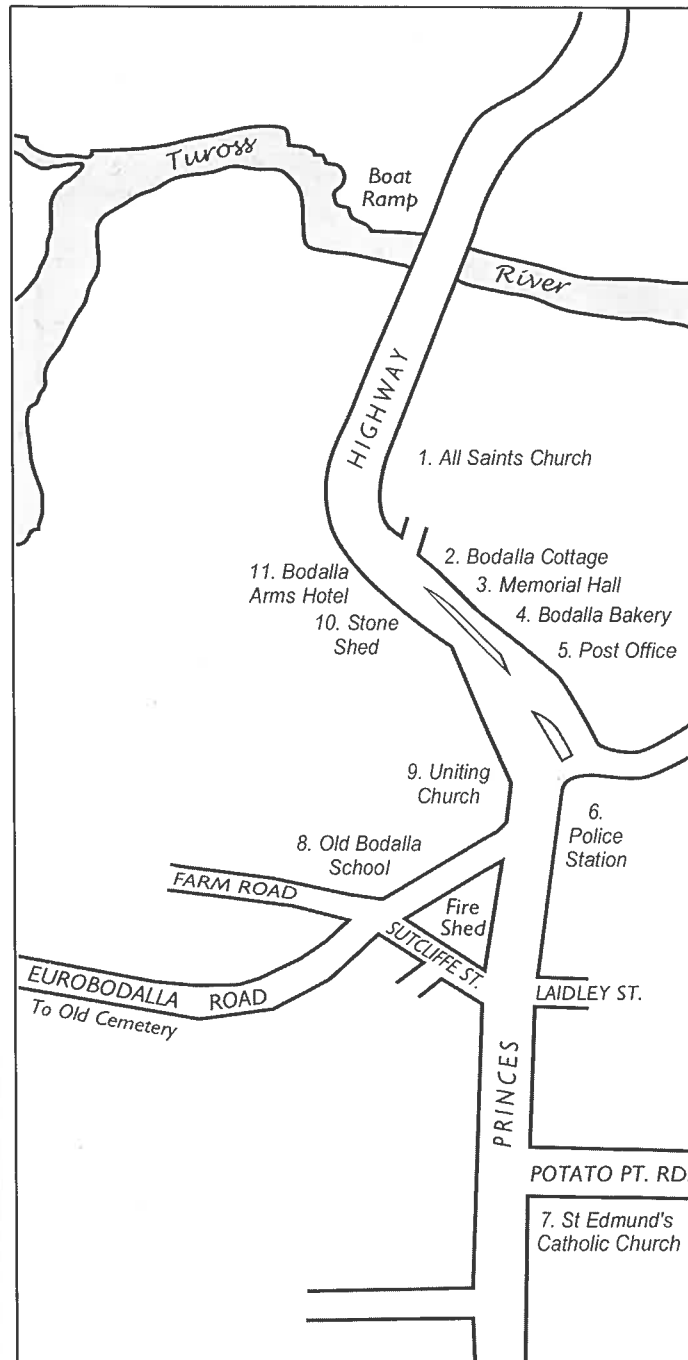 Tuross
Boat
Ramp
River
HIGHWAY
1. All Saints Church
2. Bodalla Cottage
3. Memorial Hall
4. Bodalla Bakery
5. Post Office
11. Bodalla
Arms Hotel
10. Stone
Shed
9. Uniting
Church
6.
Police
Station
8. Old Bodalla
School
FARM ROAD
Fire
Shed
SUTCLIFFE ST.
EUROBODALLA ROAD
To Old Cemetery
LAIDLEY ST.
PRINCES
POTATO PT. RD.
7. St Edmund's
Catholic Church